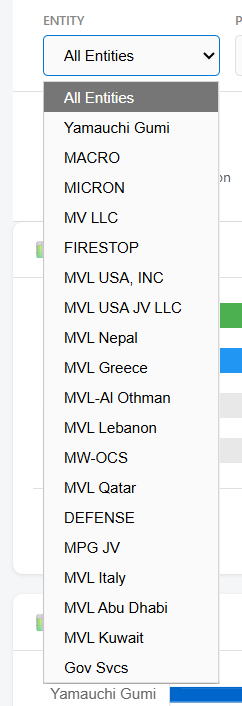 ENTITY
All Entities
All Entities
Yamauchi Gumi
MACRO
MICRON
MV LLC
FIRESTOP
MVL USA, INC
MVL USA JV LLC
MVL Nepal
MVL Greece
MVL-Al Othman
MVL Lebanon
MW-OCS
MVL Qatar
DEFENSE
MPG JV
MVL Italy
MVL Abu Dhabi
MVL Kuwait
Gov Svcs
Yamauchi Gumi